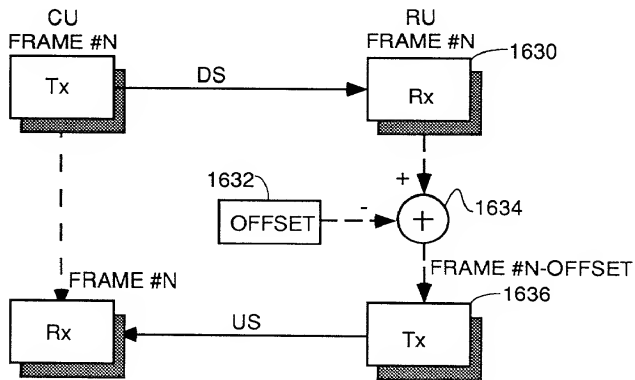 CU
FRAME #N
RU
FRAME #N
1630
Tx
DS
Rx
1632
+
-
OFFSET
+
1634
FRAME #N
FRAME #N-OFFSET
1636
Rx
US
Tx